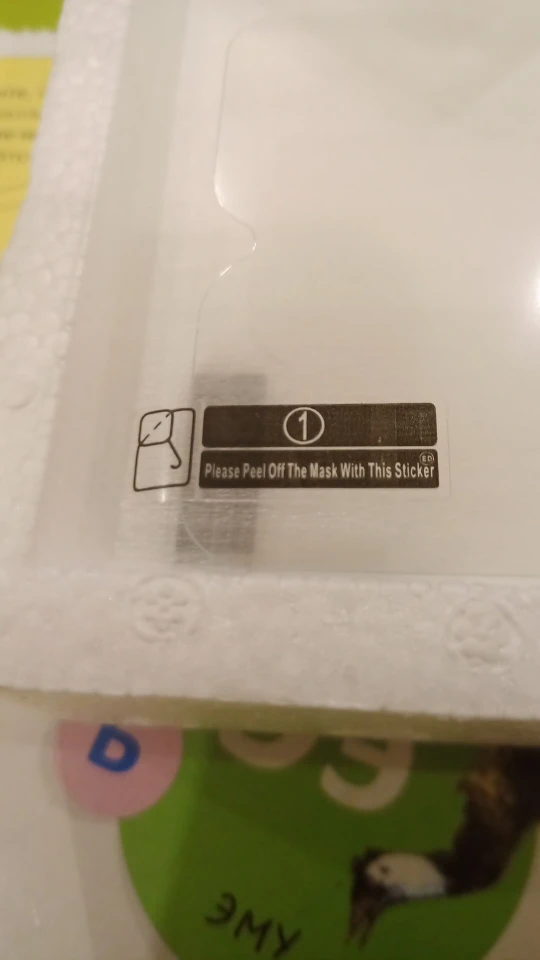 1
Please Peel Off The Mask With This Sticker
D
ЭМУ